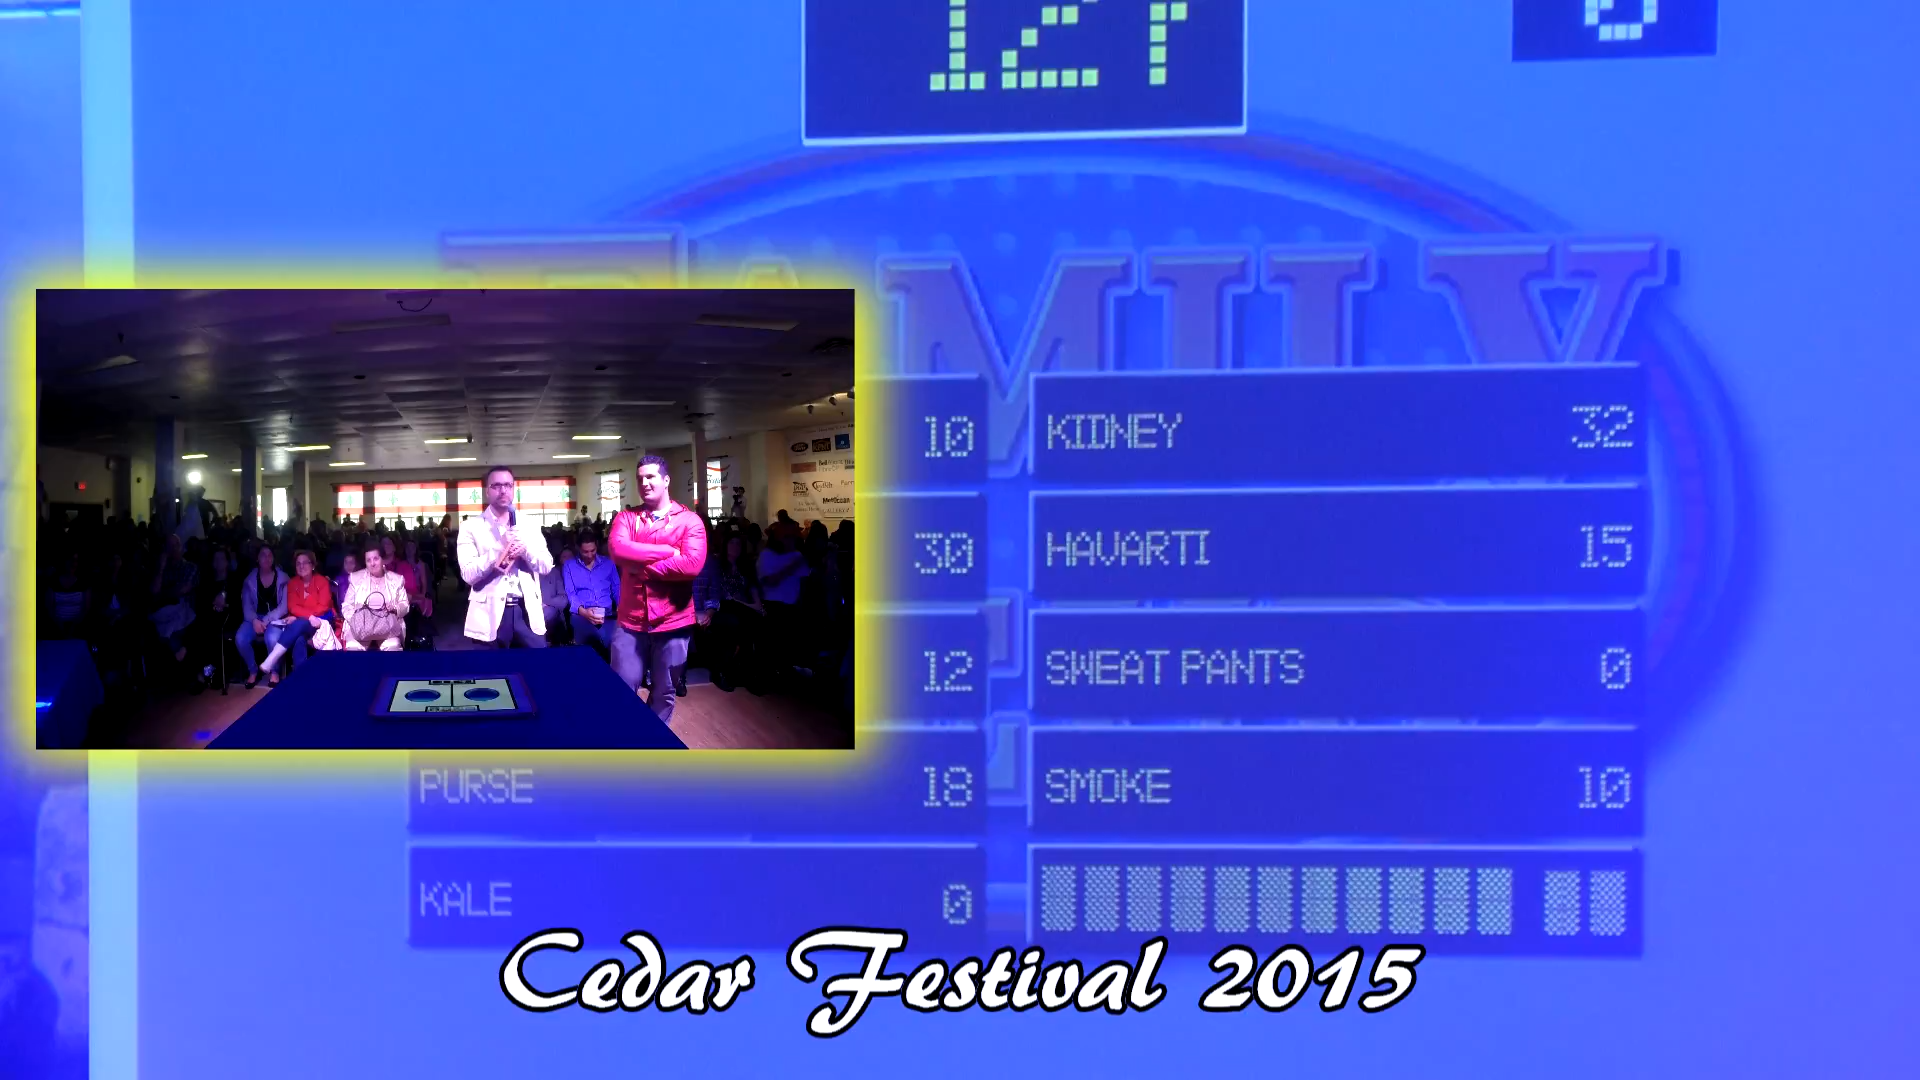 127
0
FAMILY
10
KIDNEY 32
30
HAVARTI 15
12
SWEAT PANTS 0
PURSE 18
SMOKE 10
KALE 0
Cedar Festival 2015